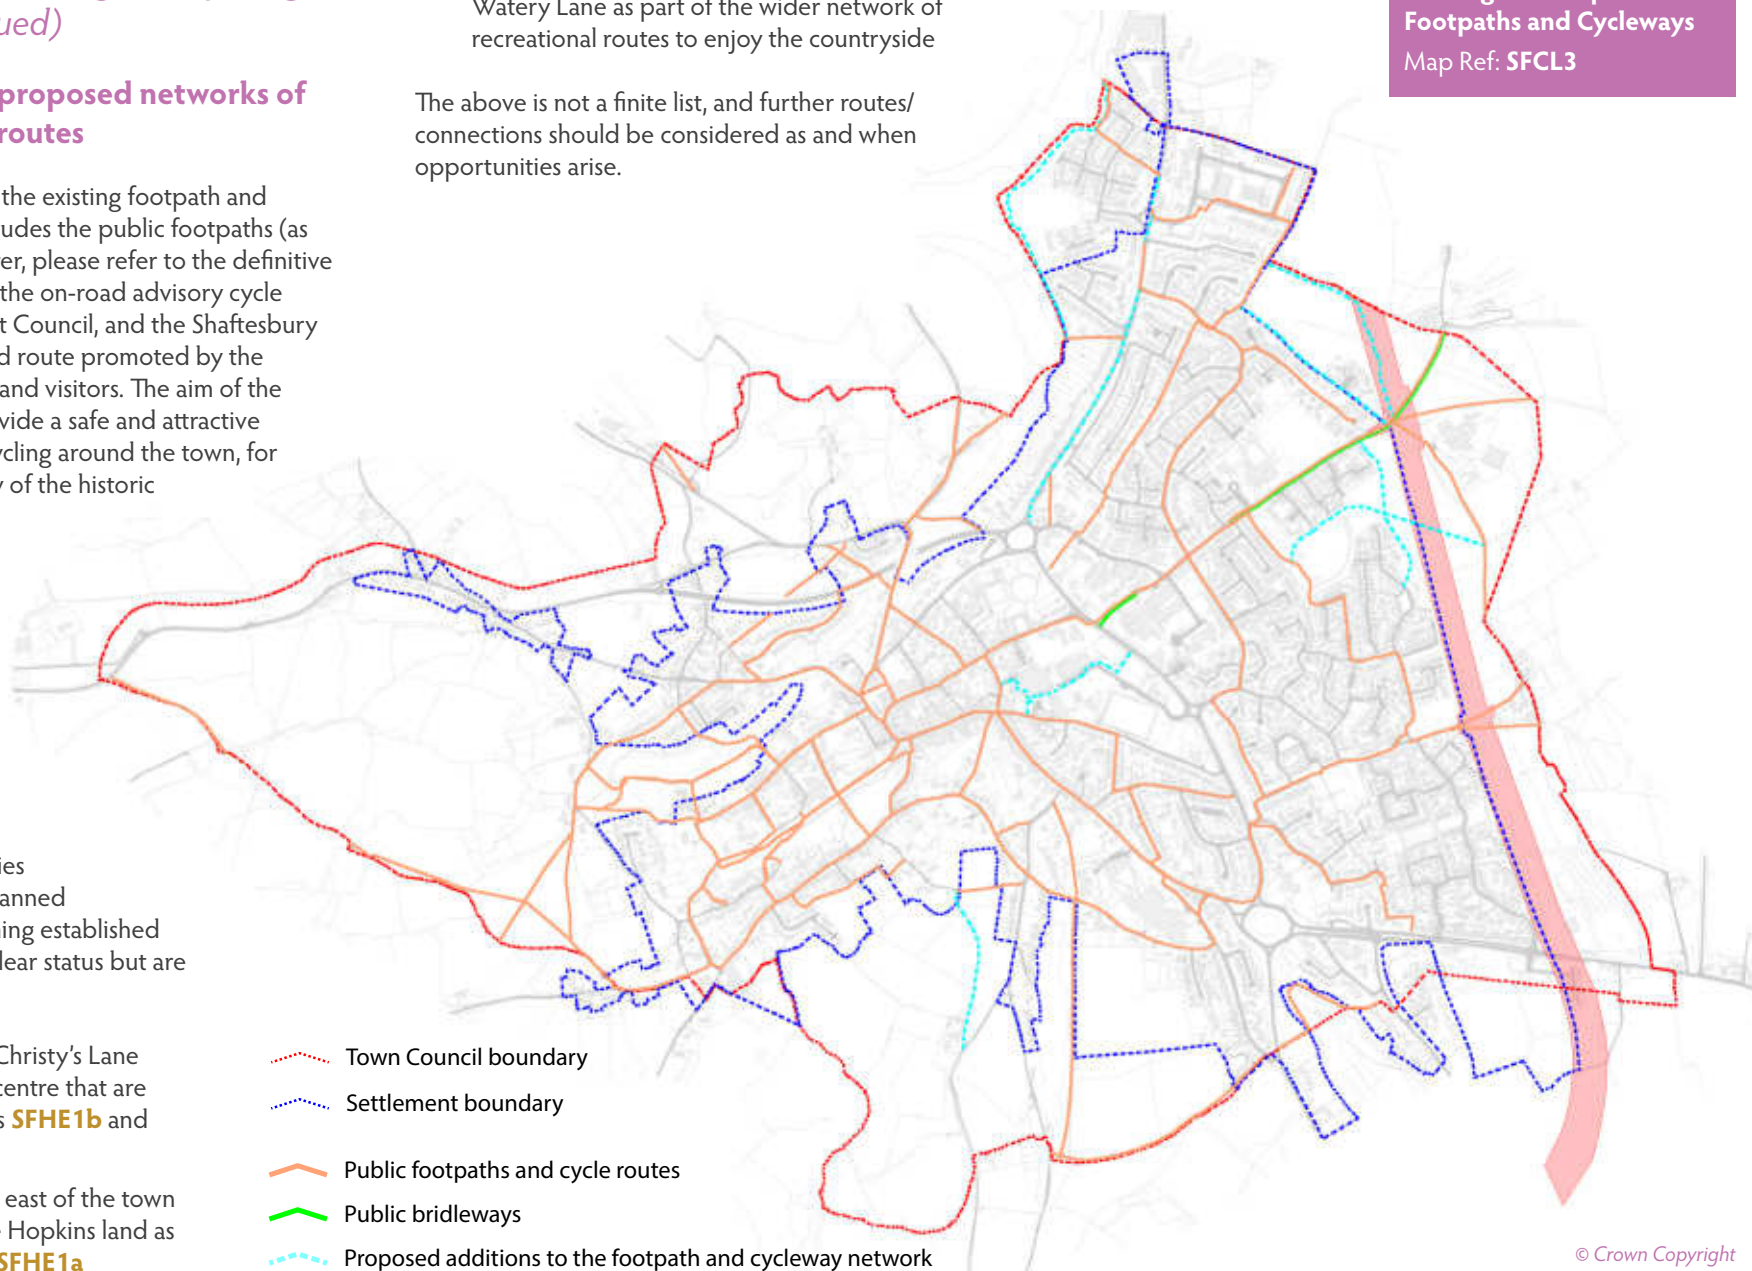 ued)
proposed networks of
routes
the existing footpath and
udes the public footpaths (as
er, please refer to the definitive
the on-road advisory cycle
t Council, and the Shaftesbury
d route promoted by the
and visitors. The aim of the
vide a safe and attractive
ycling around the town, for
y of the historic
ies
anned
ning established
lear status but are
Christy's Lane
centre that are
s SFHE1b and
east of the town
e Hopkins land as
SFHE1a
Watery Lane as part of the wider network of
recreational routes to enjoy the countryside
The above is not a finite list, and further routes/
connections should be considered as and when
opportunities arise.
Footpaths and Cycleways
Map Ref: SFCL3
Town Council boundary
Settlement boundary
Public footpaths and cycle routes
Public bridleways
Proposed additions to the footpath and cycleway network
© Crown Copyright